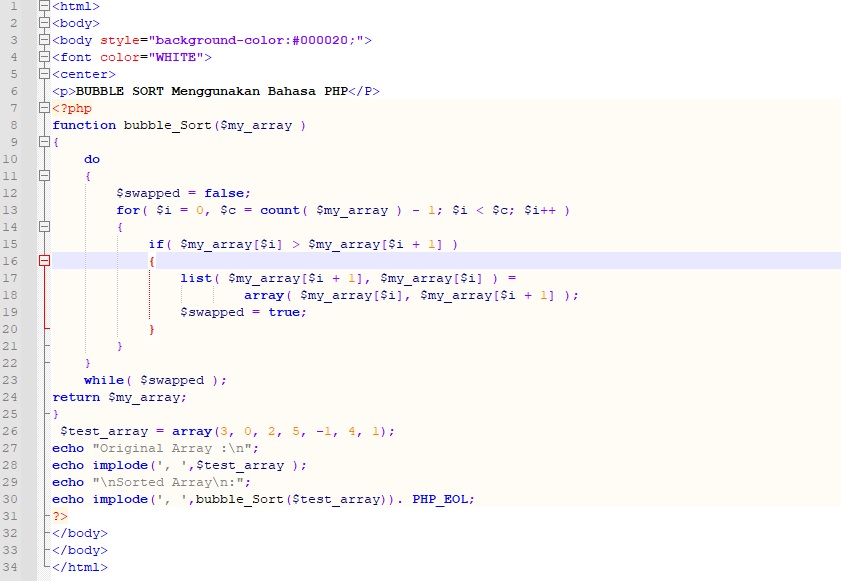 1 <html>
2 <body>
3 <body style="background-color:#000020;">
4 <font color="WHITE">
5 <center>
6 <p>BUBBLE SORT Menggunakan Bahasa PHP</P>
7 <?php
8 function bubble_Sort($my_array )
9 {
10     do
11     {
12         $swapped = false;
13         for( $i = 0, $c = count( $my_array ) - 1; $i < $c; $i++ )
14         {
15             if( $my_array[$i] > $my_array[$i + 1] )
16             {
17                 list( $my_array[$i + 1], $my_array[$i] ) =
18                         array( $my_array[$i], $my_array[$i + 1] );
19                 $swapped = true;
20             }
21         }
22     }
23     while( $swapped );
24 return $my_array;
25 }
26  $test_array = array(3, 0, 2, 5, -1, 4, 1);
27 echo "Original Array :\n";
28 echo implode(', ',$test_array );
29 echo "\nSorted Array\n:";
30 echo implode(', ',bubble_Sort($test_array)). PHP_EOL;
31 ?>
32 </body>
33 </body>
34 </html>